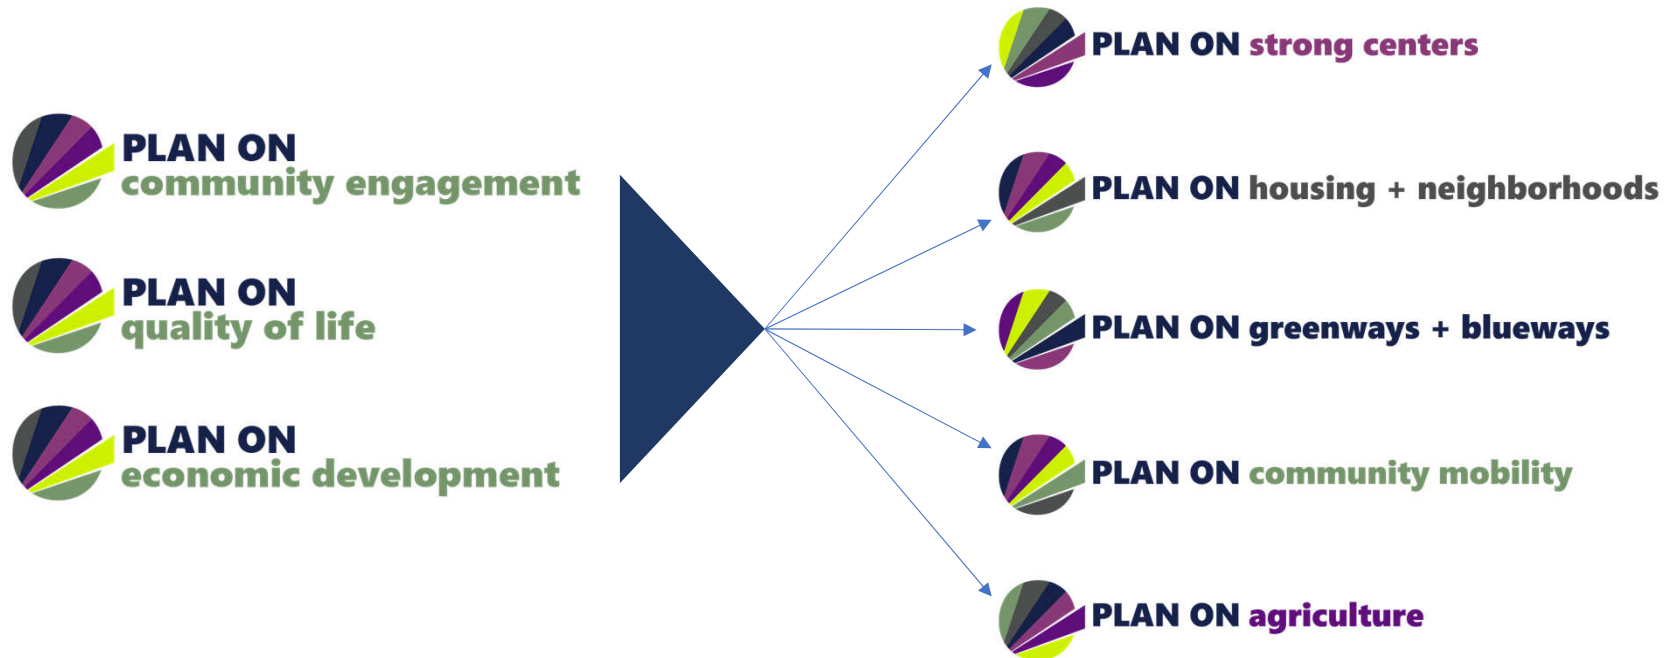 PLAN ON
community engagement
PLAN ON
quality of life
PLAN ON
economic development
PLAN ON strong centers
PLAN ON housing + neighborhoods
PLAN ON greenways + blueways
PLAN ON community mobility
PLAN ON agriculture